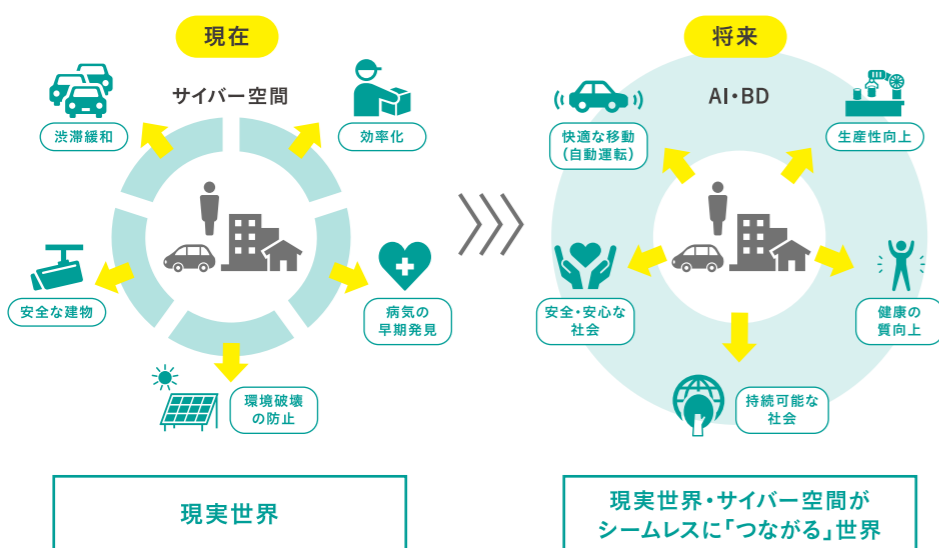 現在
サイバー空間
渋滞緩和
効率化
安全な建物
病気の
早期発見
環境破壊
の防止
現実世界
将来
AI・BD
快適な移動
(自動運転)
生産性向上
安全・安心な
社会
健康の
質向上
持続可能な
社会
現実世界・サイバー空間が
シームレスに「つながる」世界